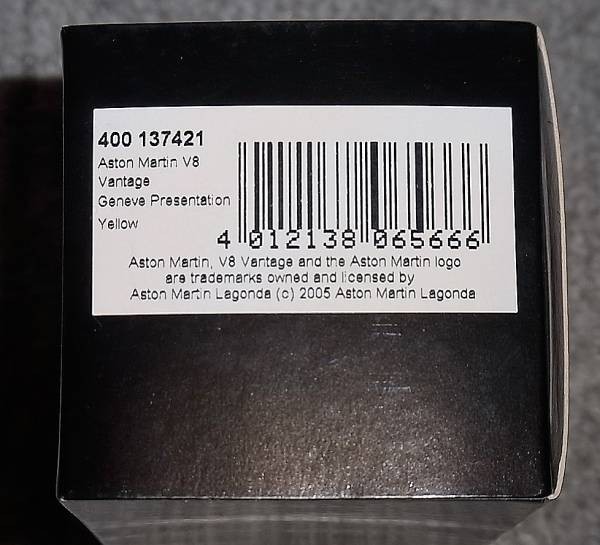 400 137421
Aston Martin V8
Vantage
Geneve Presentation
Yellow
4 012138 065666
Aston Martin, V8 Vantage and the Aston Martin logo
are trademarks owned and licensed by
Aston Martin Lagonda (c) 2005 Aston Martin Lagonda